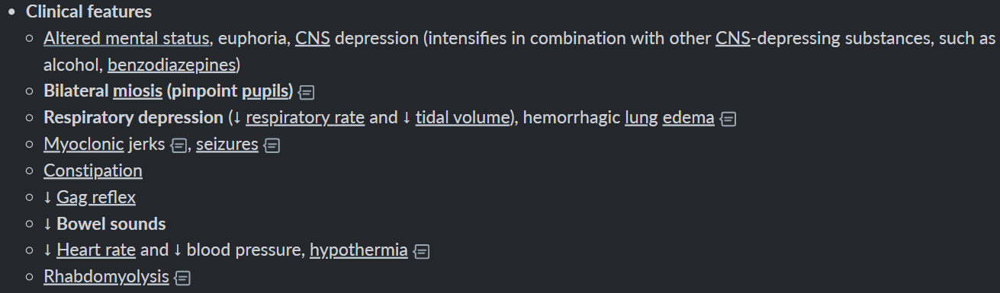 • Clinical features
○ Altered mental status, euphoria, CNS depression (intensifies in combination with other CNS-depressing substances, such as
alcohol, benzodiazepines)
○ Bilateral miosis (pinpoint pupils)
○ Respiratory depression (↓ respiratory rate and ↓ tidal volume), hemorrhagic lung edema
○ Myoclonic jerks, seizures
○ Constipation
○ ↓ Gag reflex
○ ↓ Bowel sounds
○ ↓ Heart rate and ↓ blood pressure, hypothermia
○ Rhabdomyolysis